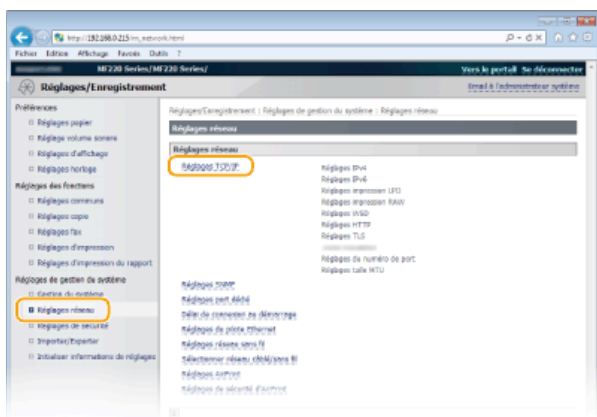 http://192.168.0.215/m_network.html
Fichier Edition Affichage Favoris Outils ?
MF220 Series/MF220 Series/
Vers le portail Se déconnecter
Réglages/Enregistrement
Email à l'administrateur système
Préférences
Réglages papier
Réglage volume sonore
Réglages d'affichage
Réglages horloge
Réglages des fonctions
Réglages communs
Réglages copie
Réglages fax
Réglages d'impression
Réglages d'impression du rapport
Réglages de gestion de système
Gestion du système
Réglages réseau
Réglages de sécurité
Importer/Exporter
Initialiser informations de réglages
Réglages/Enregistrement : Réglages de gestion du système : Réglages réseau
Réglages réseau
Réglages réseau
Réglages TCP/IP
Réglages IPv4
Réglages IPv6
Réglages impression LPD
Réglages impression RAW
Réglages WSD
Réglages HTTP
Réglages TLS
Réglages de numéro de port
Réglages taille MTU
Réglages SNMP
Réglages port dédié
Délai de connexion au démarrage
Réglages du pilote Ethernet
Réglages réseau sans fil
Sélectionner réseau câblé/sans fil
Réglages AirPrint
Réglages de sécurité d'AirPrint